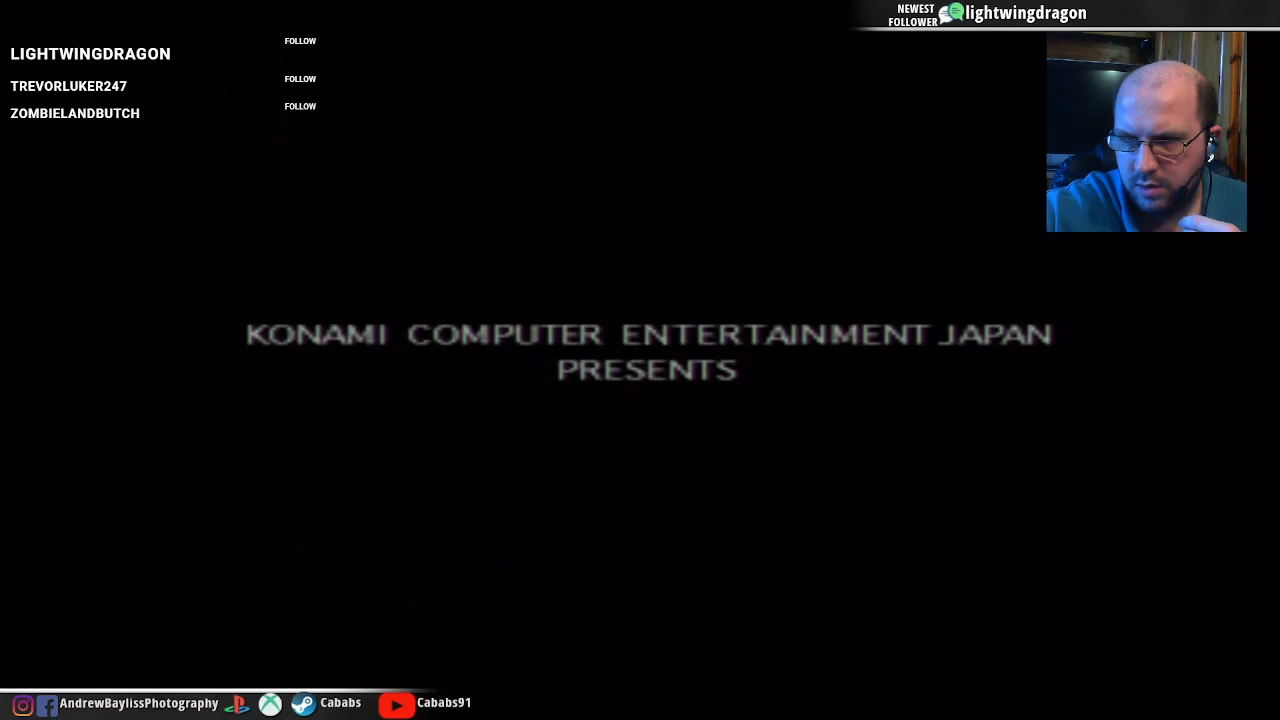 NEWEST
FOLLOWER
lightwingdragon
LIGHTWINGDRAGON FOLLOW
TREVORLUKER247 FOLLOW
ZOMBIELANDBUTCH FOLLOW
KONAMI COMPUTER ENTERTAINMENT JAPAN
PRESENTS
AndrewBaylissPhotography Cababs Cababs91